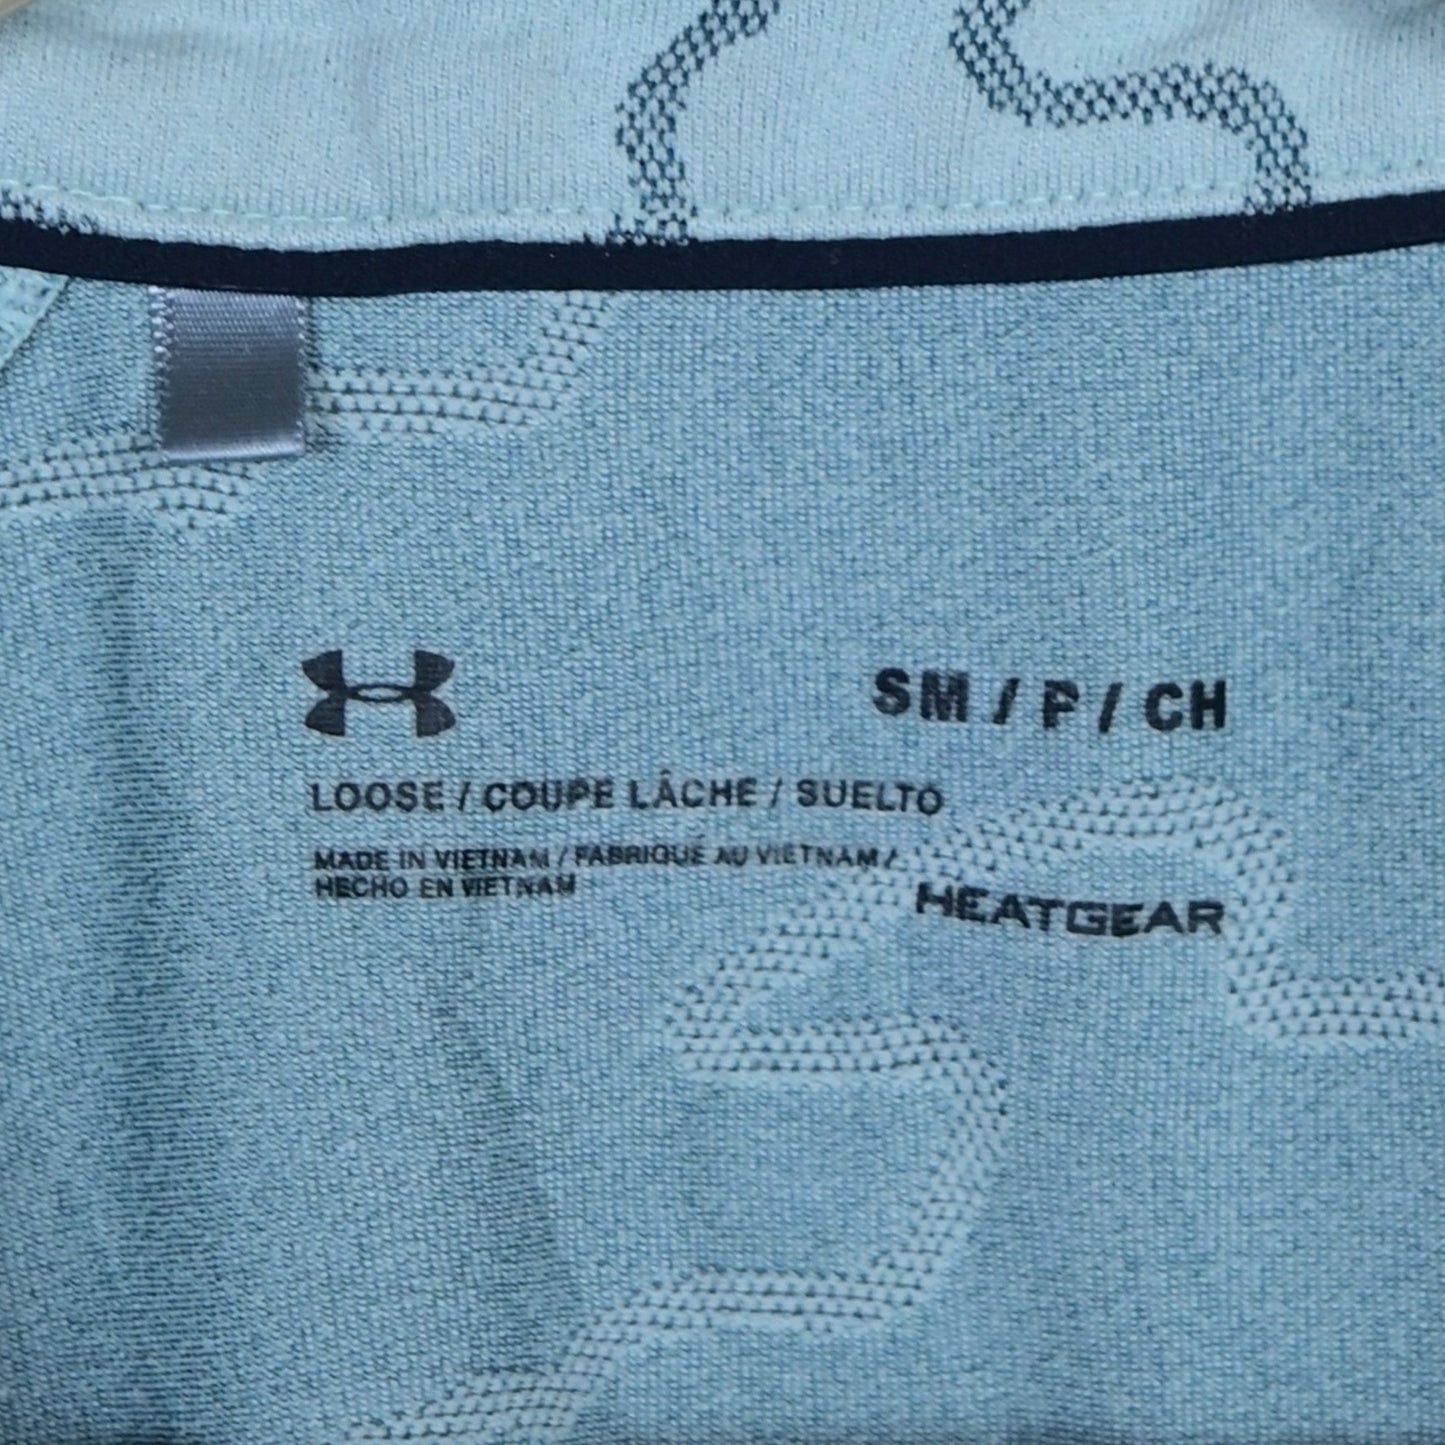 SM / P / CH
LOOSE / COUPE LÂCHE / SUELTO
MADE IN VIETNAM / FABRIQUÉ AU VIETNAM /
HECHO EN VIETNAM
HEATGEAR